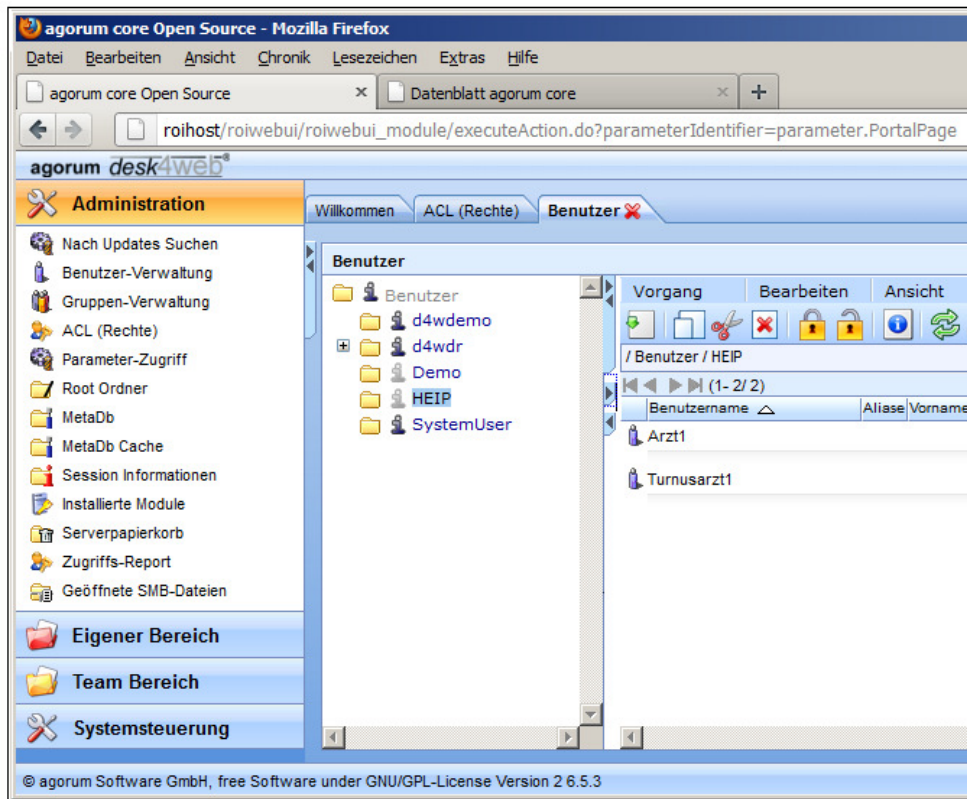 agorum core Open Source - Mozilla Firefox
Datei Bearbeiten Ansicht Chronik Lesezeichen Extras Hilfe
agorum core Open Source Datenblatt agorum core
roihost/roiwebui/roiwebui_module/executeAction.do?parameterIdentifier=parameter.PortalPage
agorum desk4web®
Administration
Nach Updates Suchen
Benutzer-Verwaltung
Gruppen-Verwaltung
ACL (Rechte)
Parameter-Zugriff
Root Ordner
MetaDb
MetaDb Cache
Session Informationen
Installierte Module
Serverpapierkorb
Zugriffs-Report
Geöffnete SMB-Dateien
Eigener Bereich
Team Bereich
Systemsteuerung
Willkommen ACL (Rechte) Benutzer
Benutzer
Benutzer
d4wdemo
d4wdr
Demo
HEIP
SystemUser
Vorgang Bearbeiten Ansicht
/ Benutzer / HEIP
(1- 2/ 2)
Benutzername Aliase Vorname
Arzt1
Turnusarzt1
© agorum Software GmbH, free Software under GNU/GPL-License Version 2 6.5.3